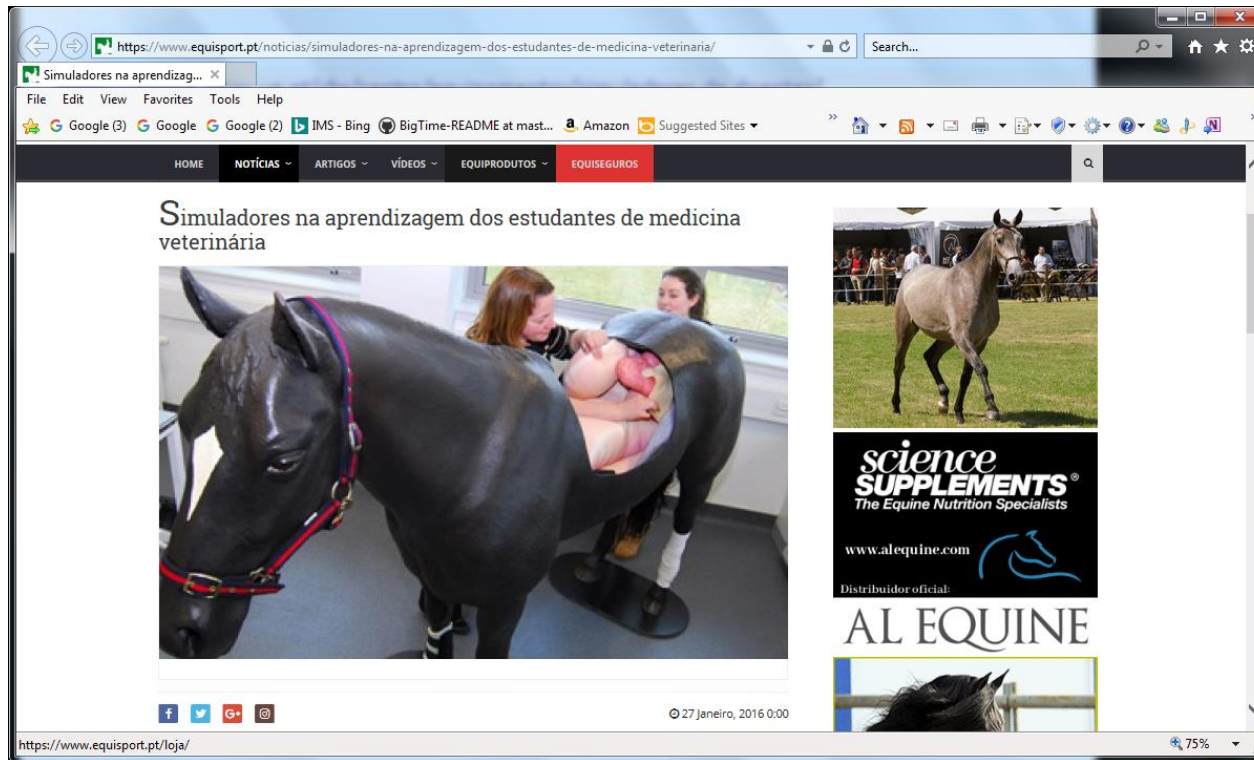 https://www.equisport.pt/noticias/simuladores-na-aprendizagem-dos-estudantes-de-medicina-veterinaria/
Search...
Simuladores na aprendizag...
File Edit View Favorites Tools Help
Google (3) Google Google (2) IMS - Bing BigTime-README at mast... Amazon Suggested Sites
HOME NOTÍCIAS ARTIGOS VÍDEOS EQUIPRODUTOS EQUISEGUROS
Simuladores na aprendizagem dos estudantes de medicina
veterinária
science
SUPPLEMENTS®
The Equine Nutrition Specialists
www.alequine.com
Distribuidor oficial:
AL EQUINE
27 Janeiro, 2016 0:00
https://www.equisport.pt/loja/
75%